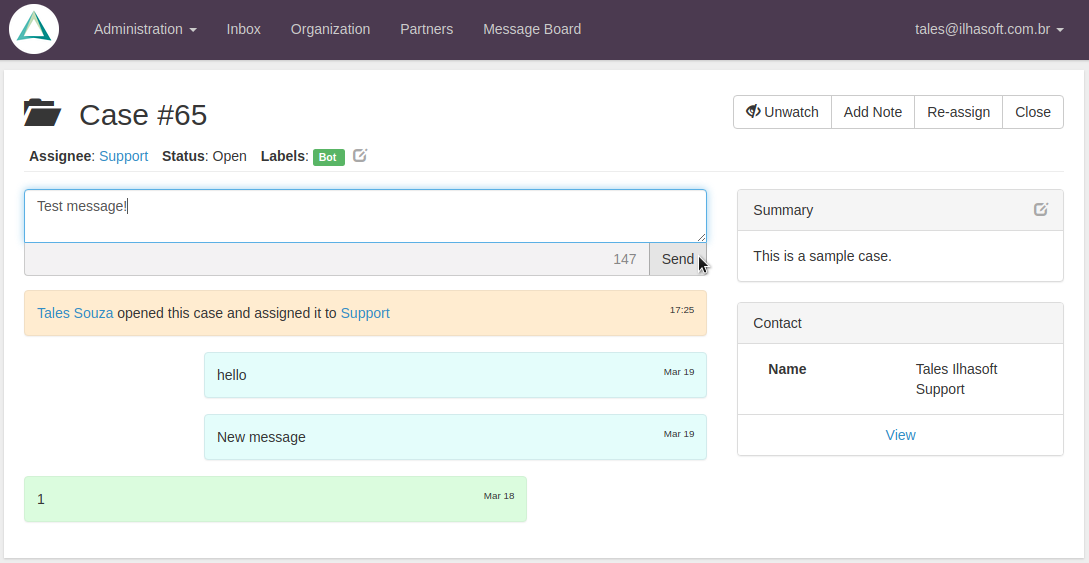 Administration Inbox Organization Partners Message Board tales@ilhasoft.com.br
Case #65
Unwatch Add Note Re-assign Close
Assignee: Support Status: Open Labels: Bot
Test message!
147 Send
Tales Souza opened this case and assigned it to Support 17:25
hello Mar 19
New message Mar 19
1 Mar 18
Summary
This is a sample case.
Contact
Name Tales Ilhasoft
Support
View